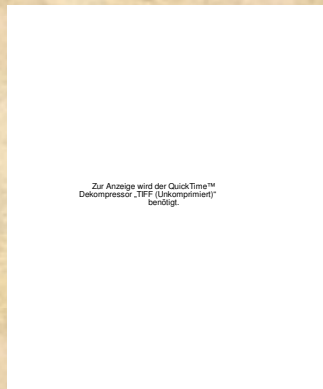 Zur Anzeige wird der QuickTime™
Dekompressor „TIFF (Unkomprimiert)“
benötigt.